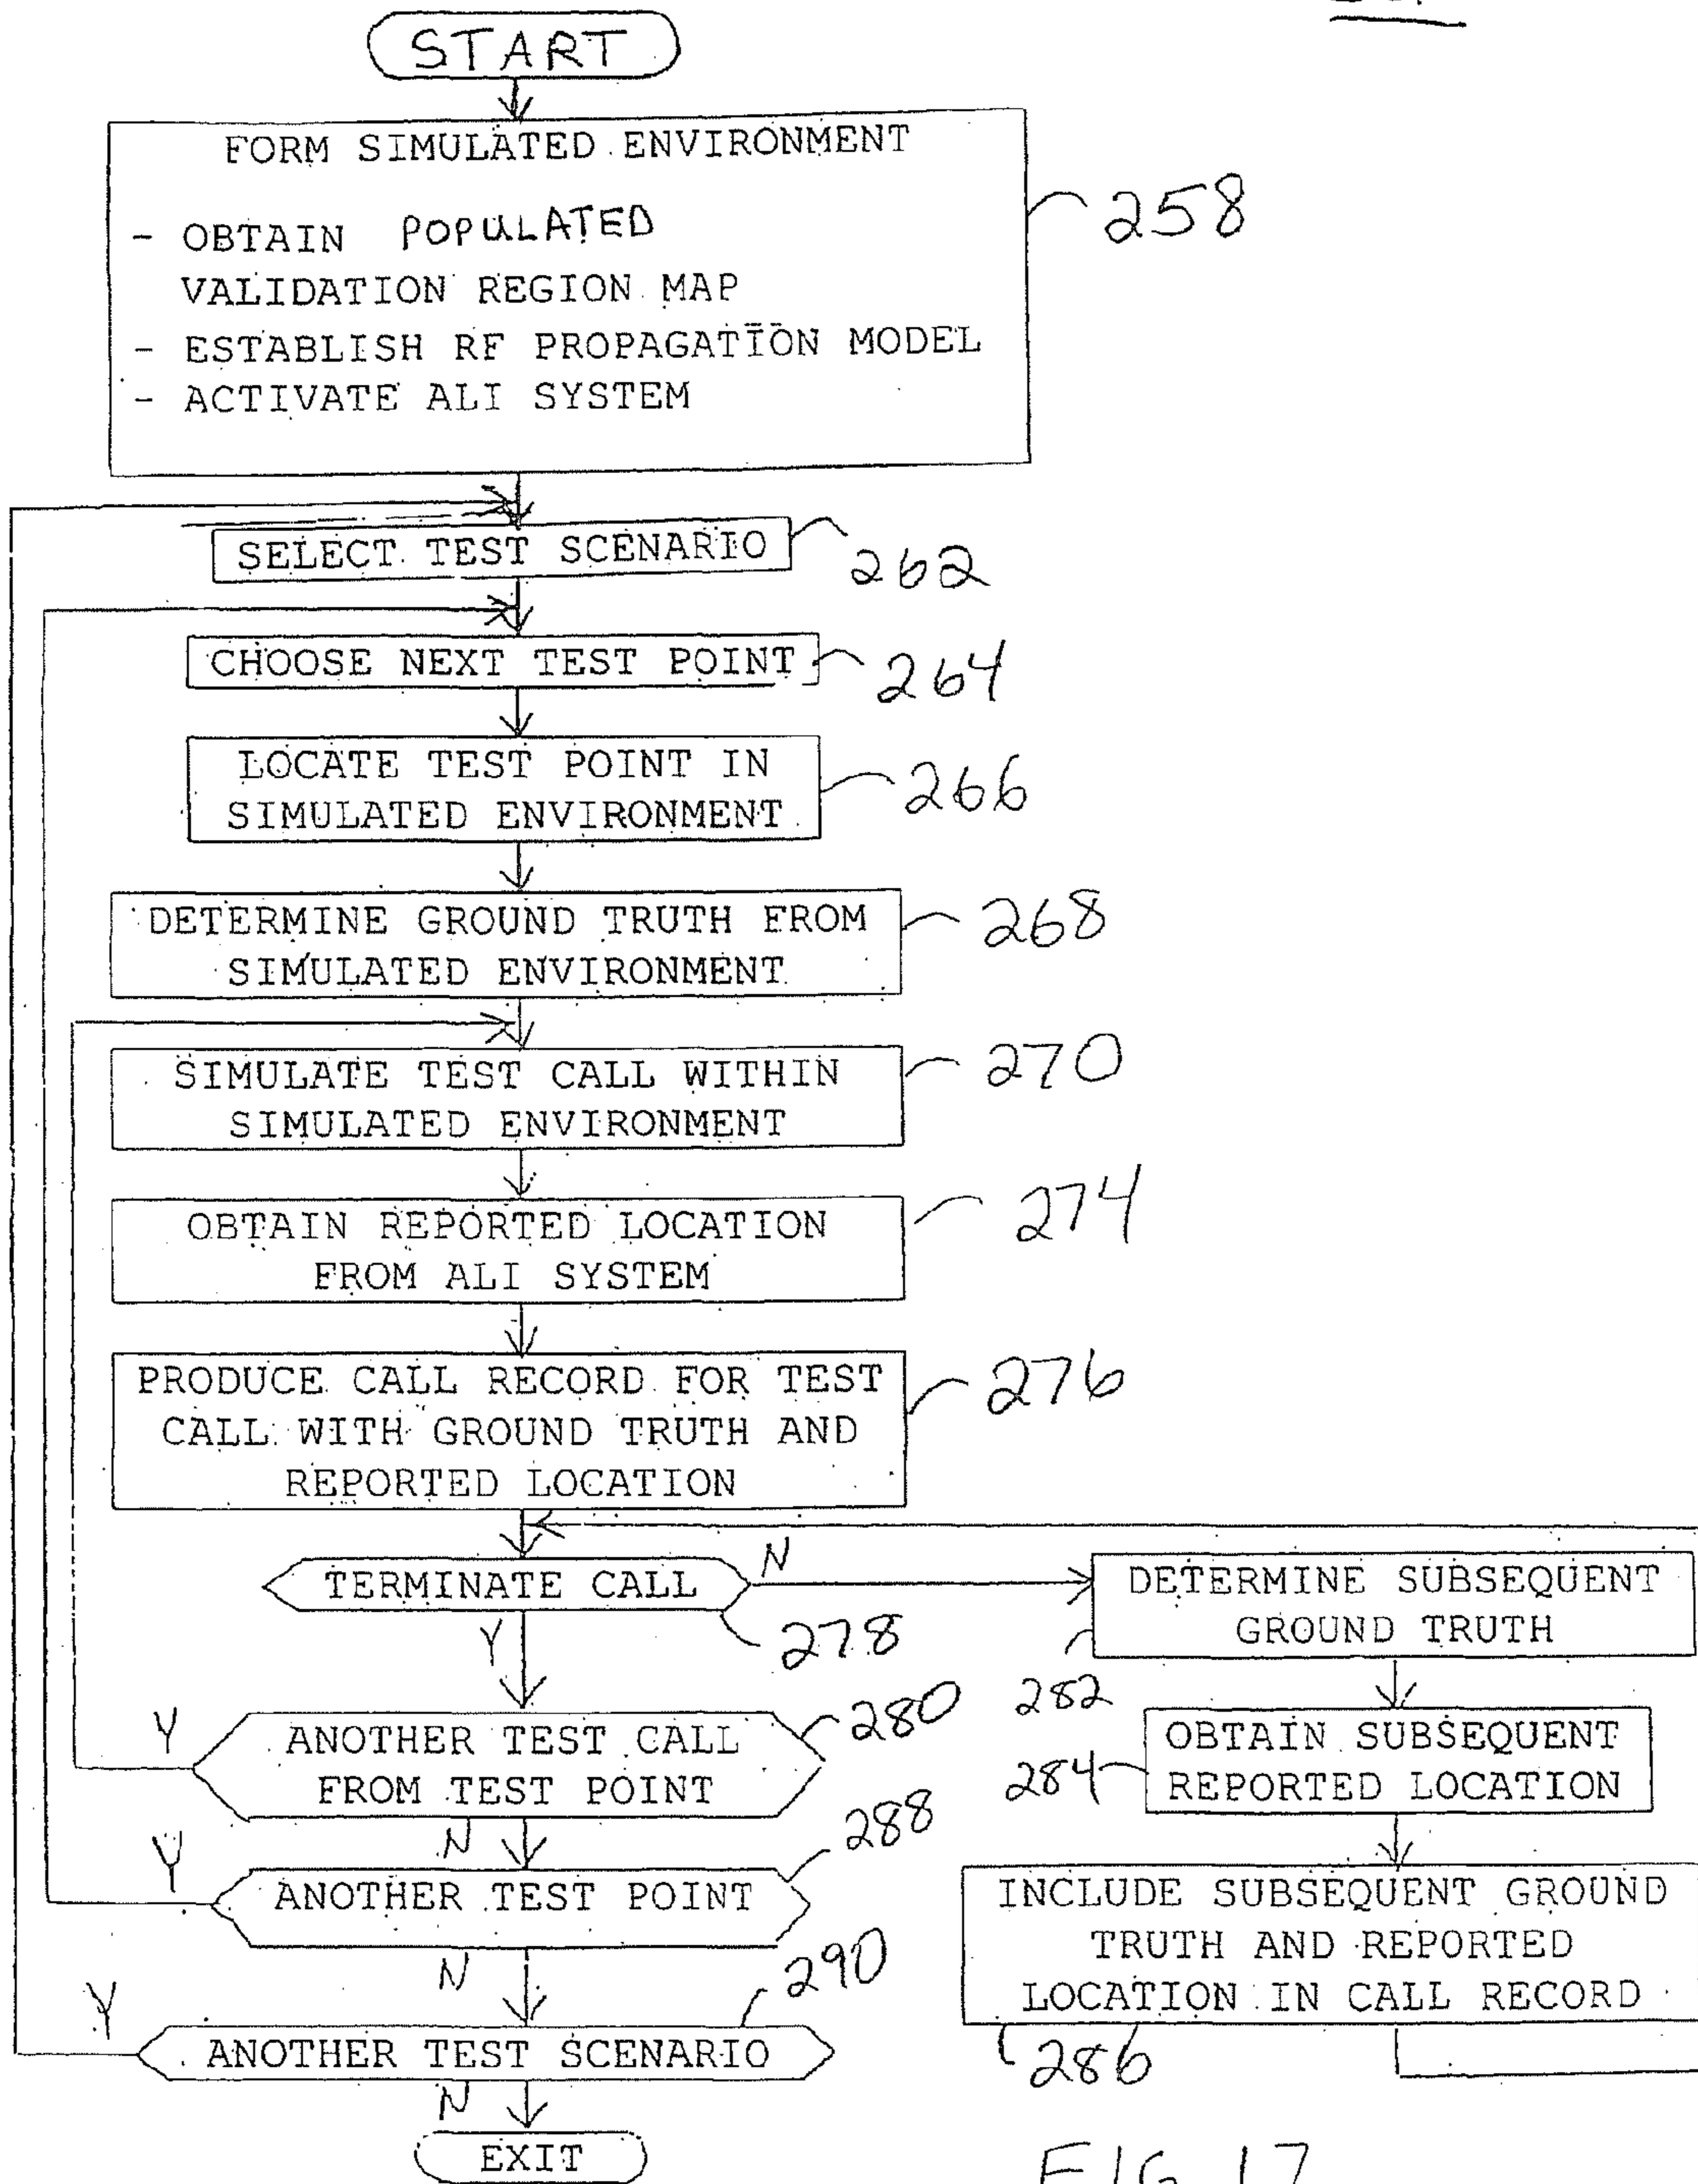 START
FORM SIMULATED ENVIRONMENT
- OBTAIN POPULATED
VALIDATION REGION MAP
- ESTABLISH RF PROPAGATION MODEL
- ACTIVATE ALI SYSTEM
258
SELECT TEST SCENARIO
262
CHOOSE NEXT TEST POINT
264
LOCATE TEST POINT IN
SIMULATED ENVIRONMENT
266
DETERMINE GROUND TRUTH FROM
SIMULATED ENVIRONMENT
268
SIMULATE TEST CALL WITHIN
SIMULATED ENVIRONMENT
270
OBTAIN REPORTED LOCATION
FROM ALI SYSTEM
274
PRODUCE CALL RECORD FOR TEST
CALL WITH GROUND TRUTH AND
REPORTED LOCATION
276
TERMINATE CALL
N
Y
278
DETERMINE SUBSEQUENT
GROUND TRUTH
282
OBTAIN SUBSEQUENT
REPORTED LOCATION
284
INCLUDE SUBSEQUENT GROUND
TRUTH AND REPORTED
LOCATION IN CALL RECORD
286
ANOTHER TEST CALL
FROM TEST POINT
280
Y
N
ANOTHER TEST POINT
288
Y
N
ANOTHER TEST SCENARIO
290
Y
N
EXIT
FIG. 17